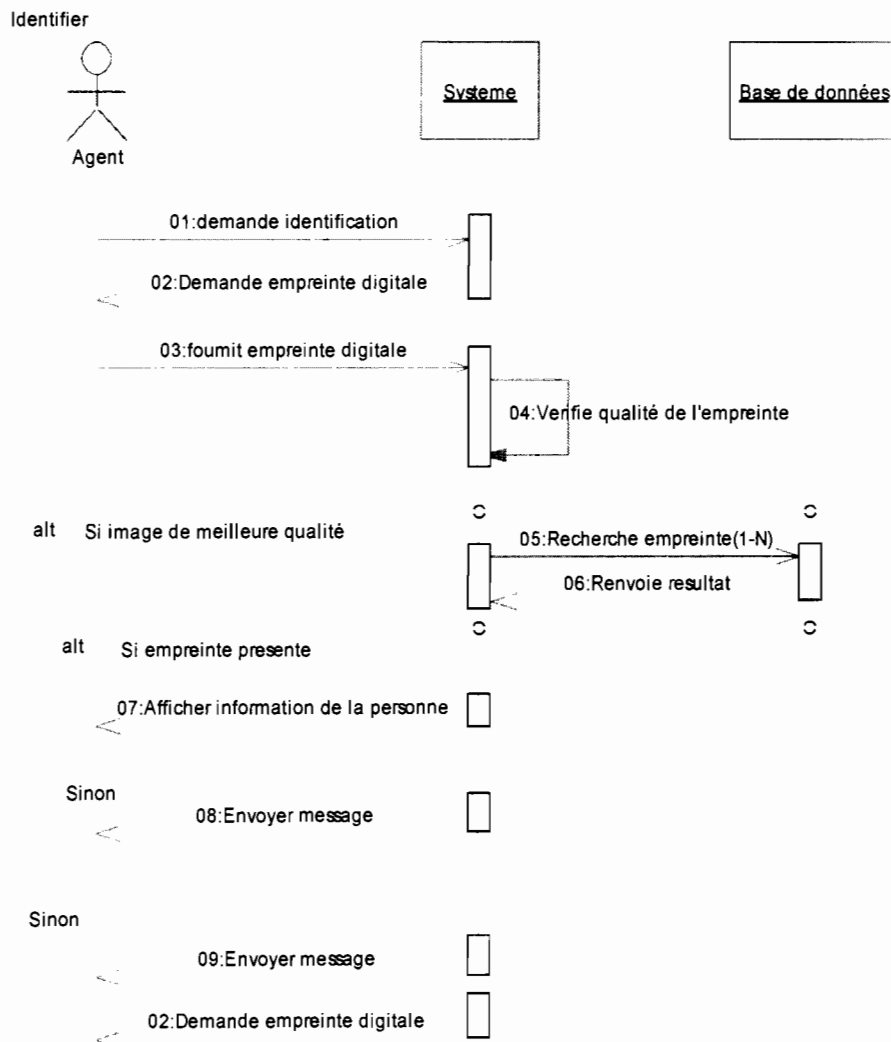 Identifier
Systeme
Base de données
Agent
01:demande identification
02:Demande empreinte digitale
03:fournit empreinte digitale
04:Verifie qualité de l'empreinte
alt Si image de meilleure qualité
05:Recherche empreinte(1-N)
06:Renvoie resultat
alt Si empreinte presente
07:Afficher information de la personne
Sinon
08:Envoyer message
Sinon
09:Envoyer message
02:Demande empreinte digitale